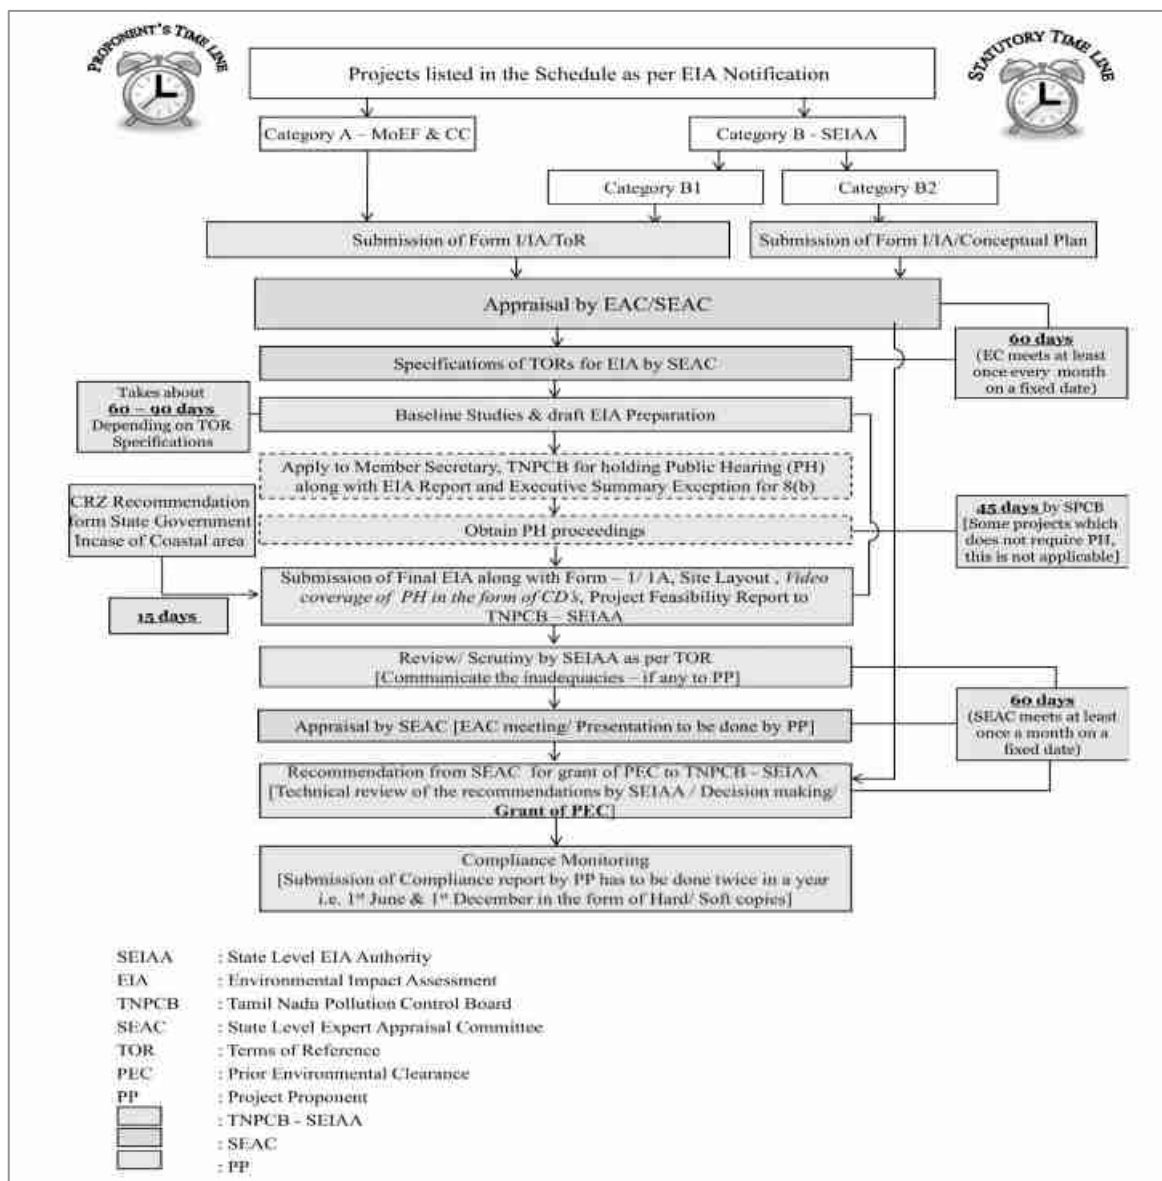 PROPONENT'S TIME LINE
STATUTORY TIME LINE
Projects listed in the Schedule as per EIA Notification
Category A – MoEF & CC
Category B - SEIAA
Category B1
Category B2
Submission of Form I/IA/ToR
Submission of Form I/IA/Conceptual Plan
Appraisal by EAC/SEAC
Specifications of TORs for EIA by SEAC
60 days
(EC meets at least
once every month
on a fixed date)
Takes about
60 – 90 days
Depending on TOR
Specifications
Baseline Studies & draft EIA Preparation
Apply to Member Secretary, TNPCB for holding Public Hearing (PH)
along with EIA Report and Executive Summary Exception for 8(b)
CRZ Recommendation
form State Government
Incase of Coastal area
Obtain PH proceedings
45 days by SPCB
[Some projects which
does not require PH,
this is not applicable]
15 days
Submission of Final EIA along with Form – 1/ 1A, Site Layout , Video
coverage of PH in the form of CD's, Project Feasibility Report to
TNPCB – SEIAA
Review/ Scrutiny by SEIAA as per TOR
[Communicate the inadequacies – if any to PP]
Appraisal by SEAC [EAC meeting/ Presentation to be done by PP]
60 days
(SEAC meets at least
once a month on a
fixed date)
Recommendation from SEAC for grant of PEC to TNPCB - SEIAA
[Technical review of the recommendations by SEIAA / Decision making/
Grant of PEC]
Compliance Monitoring
[Submission of Compliance report by PP has to be done twice in a year
i.e. 1st June & 1st December in the form of Hard/ Soft copies]
SEIAA : State Level EIA Authority
EIA : Environmental Impact Assessment
TNPCB : Tamil Nadu Pollution Control Board
SEAC : State Level Expert Appraisal Committee
TOR : Terms of Reference
PEC : Prior Environmental Clearance
PP : Project Proponent
: TNPCB - SEIAA
: SEAC
: PP